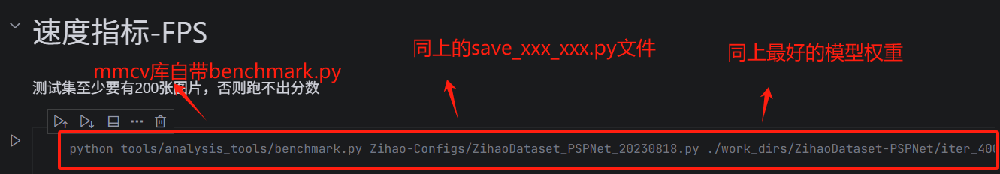 速度指标-FPS
同上的save_xxx_xxx.py文件
同上最好的模型权重
mmcv库自带benchmark.py
测试集至少要有200张图片，否则跑不出分数
python tools/analysis_tools/benchmark.py Zihao-Configs/ZihaoDataset_PSPNet_20230818.py ./work_dirs/ZihaoDataset-PSPNet/iter_400